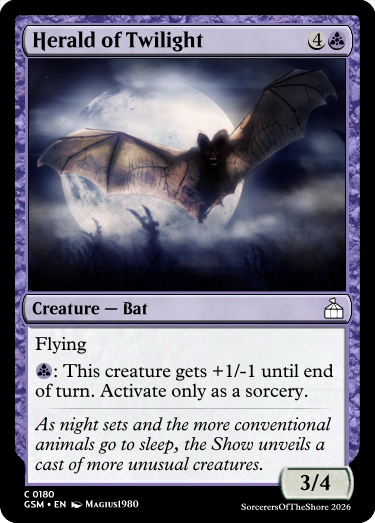 Herald of Twilight 4
Creature — Bat
Flying
: This creature gets +1/-1 until end
of turn. Activate only as a sorcery.
As night sets and the more conventional
animals go to sleep, the Show unveils a
cast of more unusual creatures.
3/4
C 0180
GSM • EN Magius1980
SorcerersOfTheShore 2026